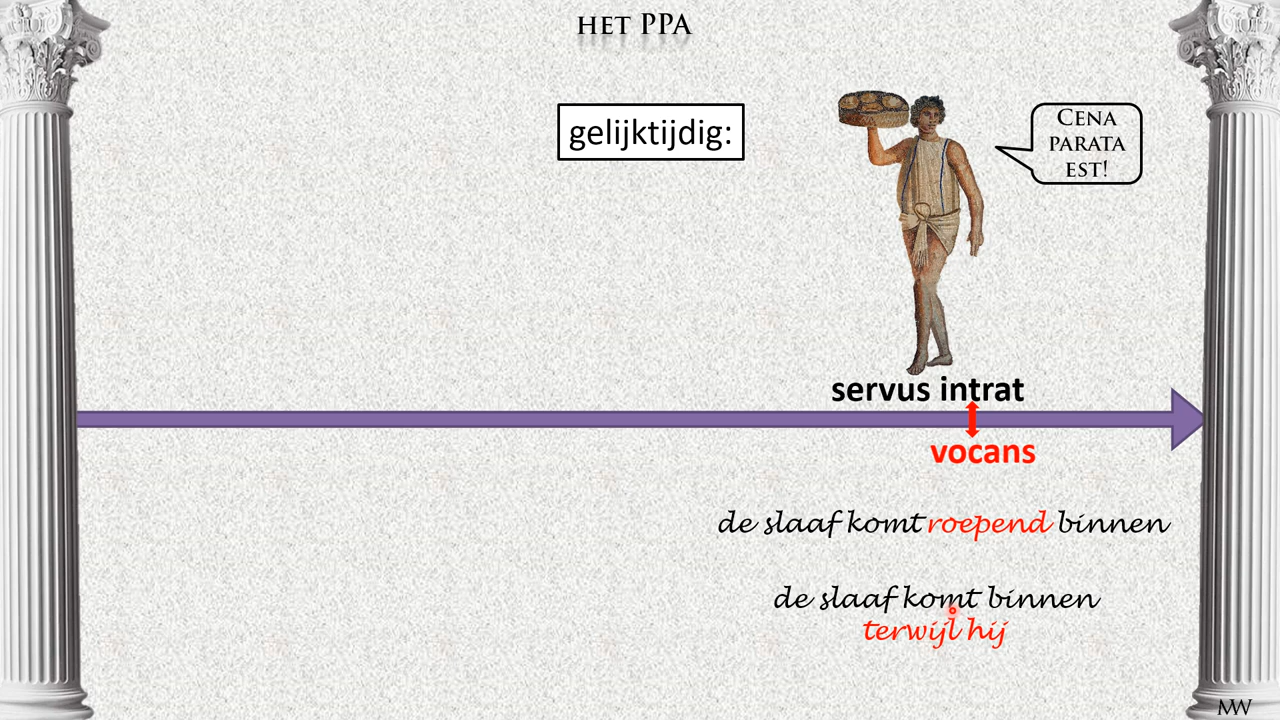 HET PPA
gelijktijdig:
CENA
PARATA
EST!
servus intrat
vocans
de slaaf komt roepend binnen
de slaaf komt binnen
terwijl hij
MW